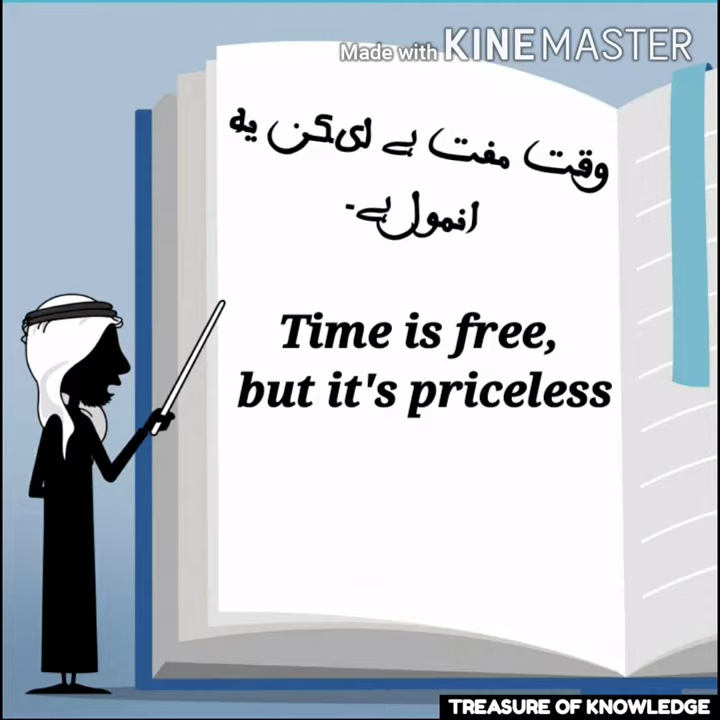 Made with KINEMASTER
وقت مفت ہے لیکن یہ
انمول ہے۔
Time is free,
but it's priceless
TREASURE OF KNOWLEDGE